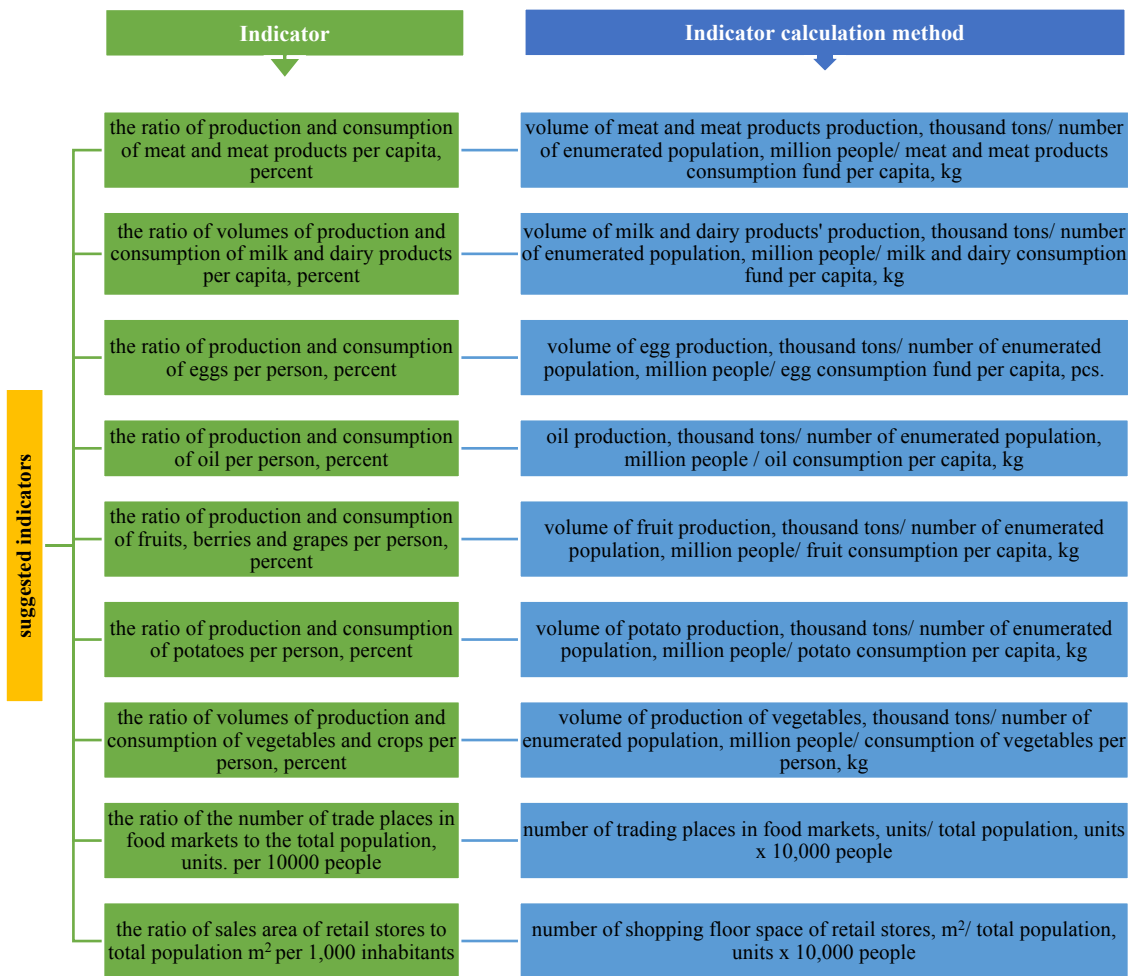 Indicator
Indicator calculation method
suggested indicators
the ratio of production and consumption
of meat and meat products per capita,
percent
volume of meat and meat products production, thousand tons/ number
of enumerated population, million people/ meat and meat products
consumption fund per capita, kg
the ratio of volumes of production and
consumption of milk and dairy products
per capita, percent
volume of milk and dairy products' production, thousand tons/ number
of enumerated population, million people/ milk and dairy consumption
fund per capita, kg
the ratio of production and consumption
of eggs per person, percent
volume of egg production, thousand tons/ number of enumerated
population, million people/ egg consumption fund per capita, pcs.
the ratio of production and consumption
of oil per person, percent
oil production, thousand tons/ number of enumerated population,
million people / oil consumption per capita, kg
the ratio of production and consumption
of fruits, berries and grapes per person,
percent
volume of fruit production, thousand tons/ number of enumerated
population, million people/ fruit consumption per capita, kg
the ratio of production and consumption
of potatoes per person, percent
volume of potato production, thousand tons/ number of enumerated
population, million people/ potato consumption per capita, kg
the ratio of volumes of production and
consumption of vegetables and crops per
person, percent
volume of production of vegetables, thousand tons/ number of
enumerated population, million people/ consumption of vegetables per
person, kg
the ratio of the number of trade places in
food markets to the total population,
units. per 10000 people
number of trading places in food markets, units/ total population, units
x 10,000 people
the ratio of sales area of retail stores to
total population m² per 1,000 inhabitants
number of shopping floor space of retail stores, m²/ total population,
units x 10,000 people